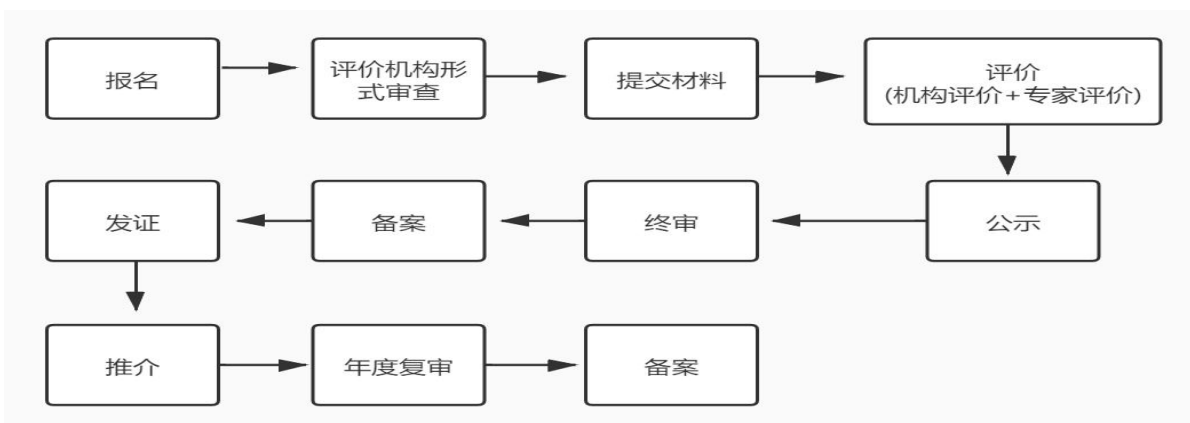 报名
评价机构形
式审查
提交材料
评价
(机构评价+专家评价)
发证
备案
终审
公示
推介
年度复审
备案